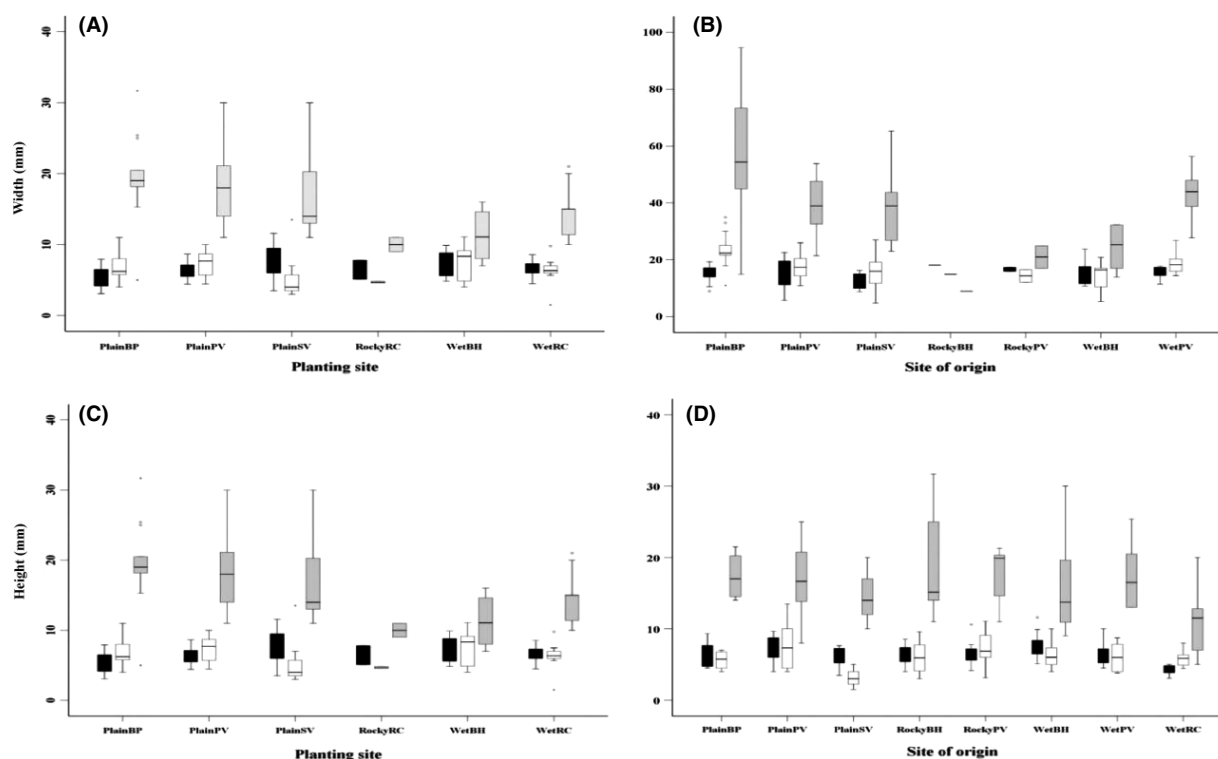 (A)
40
30
20
10
0
Width (mm)
PlainBP PlainPV PlainSV RockyRC WetBH WetRC
Planting site
(B)
100
80
60
40
20
0
PlainBP PlainPV PlainSV RockyBH RockyPV WetBH WetPV
Site of origin
(C)
40
30
20
10
0
Height (mm)
PlainBP PlainPV PlainSV RockyRC WetBH WetRC
Planting site
(D)
40
30
20
10
0
PlainBP PlainPV PlainSV RockyBH RockyPV WetBH WetPV WetRC
Site of origin